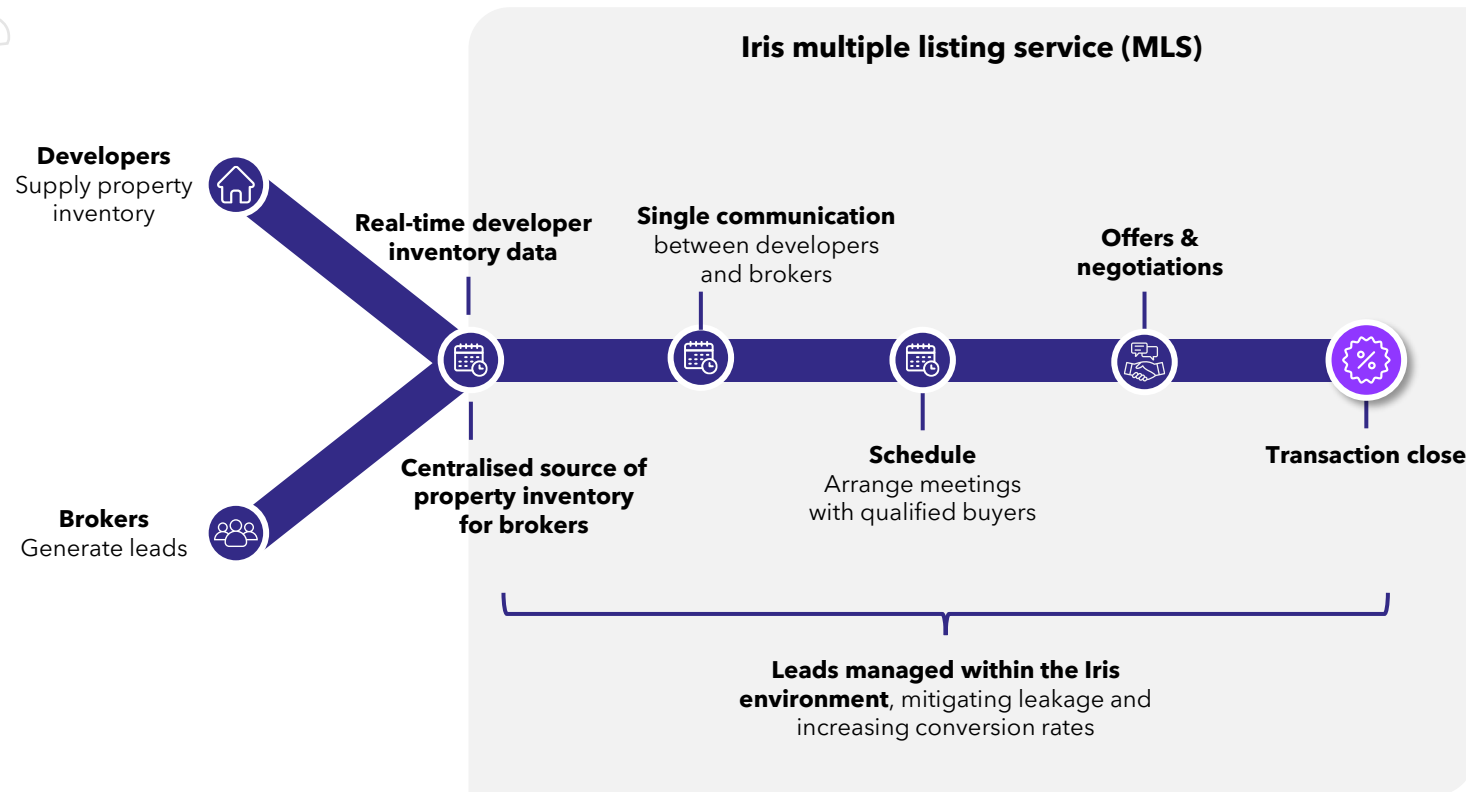 Iris multiple listing service (MLS)
Developers
Supply property
inventory
Real-time developer
inventory data
Single communication
between developers
and brokers
Offers &
negotiations
%
Centralised source of
property inventory
for brokers
Schedule
Arrange meetings
with qualified buyers
Transaction close
Brokers
Generate leads
Leads managed within the Iris
environment, mitigating leakage and
increasing conversion rates